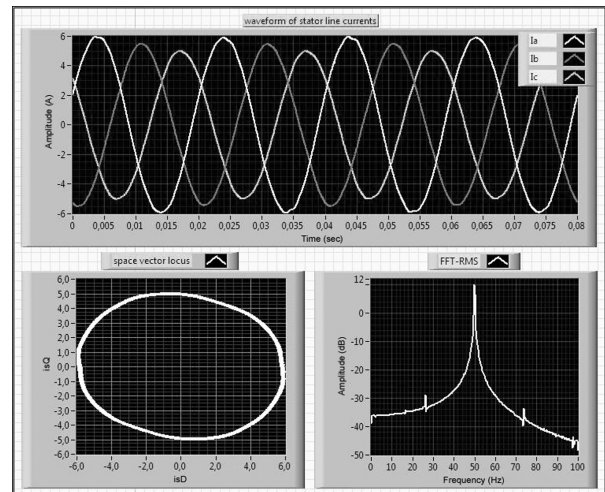 waveform of stator line currents
Amplitude (A)
6
4
2
0
-2
-4
-6
0 0,005 0,01 0,015 0,02 0,025 0,03 0,035 0,04 0,045 0,05 0,055 0,06 0,065 0,07 0,075 0,08
Time (sec)
Ia
Ib
Ic
space vector locus
isQ
6,0
5,0
4,0
3,0
2,0
1,0
0,0
-1,0
-2,0
-3,0
-4,0
-5,0
-6,0
-6,0 -4,0 -2,0 0,0 2,0 4,0 6,0
isD
FFT-RMS
Amplitude (dB)
12
0-
-10-
-20-
-30-
-40-
-50-
0 10 20 30 40 50 60 70 80 90 100
Frequency (Hz)